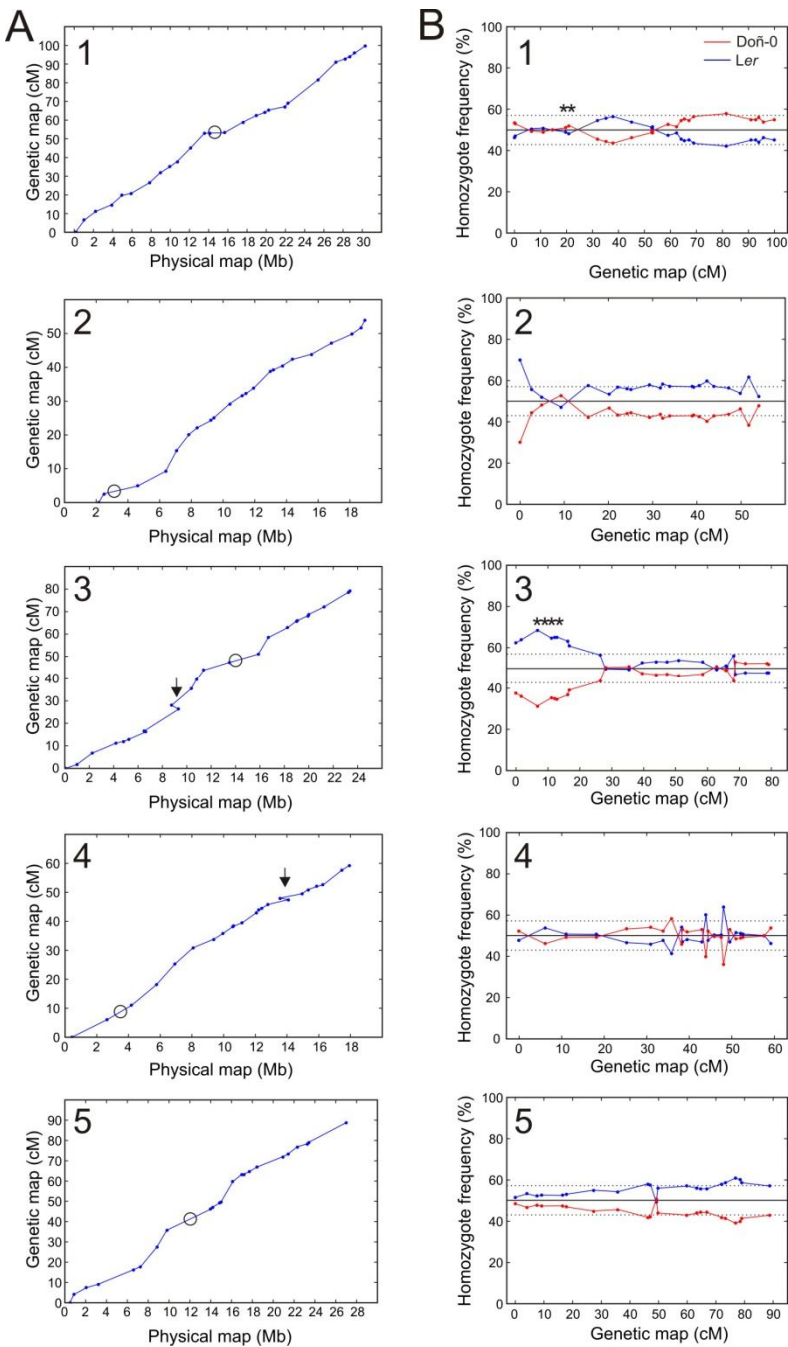 A
B
1
Genetic map (cM)
100
90
80
70
60
50
40
30
20
10
0
0 2 4 6 8 10 12 14 16 18 20 22 24 26 28 30
Physical map (Mb)
1
Doñ-0
Ler
**
Homozygote frequency (%)
100
80
60
40
20
0
0 10 20 30 40 50 60 70 80 90 100
Genetic map (cM)
2
Genetic map (cM)
50
40
30
20
10
0
0 2 4 6 8 10 12 14 16 18
Physical map (Mb)
2
Homozygote frequency (%)
100
80
60
40
20
0
0 10 20 30 40 50
Genetic map (cM)
3
Genetic map (cM)
80
70
60
50
40
30
20
10
0
0 2 4 6 8 10 12 14 16 18 20 22 24
Physical map (Mb)
3
****
Homozygote frequency (%)
100
80
60
40
20
0
0 10 20 30 40 50 60 70 80
Genetic map (cM)
4
Genetic map (cM)
60
50
40
30
20
10
0
0 2 4 6 8 10 12 14 16 18
Physical map (Mb)
4
Homozygote frequency (%)
100
80
60
40
20
0
0 10 20 30 40 50 60
Genetic map (cM)
5
Genetic map (cM)
90
80
70
60
50
40
30
20
10
0
0 2 4 6 8 10 12 14 16 18 20 22 24 26 28
Physical map (Mb)
5
Homozygote frequency (%)
100
80
60
40
20
0
0 10 20 30 40 50 60 70 80 90
Genetic map (cM)